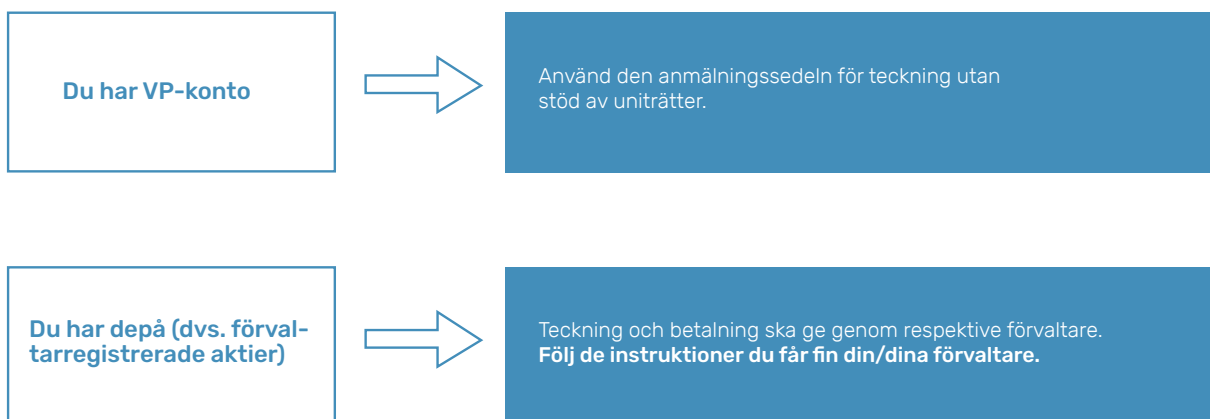 Du har VP-konto
Använd den anmälningssedeln för teckning utan
stöd av uniträtter.
Du har depå (dvs. förval-
tarregistrerade aktier)
Teckning och betalning ska ge genom respektive förvaltare.
Följ de instruktioner du får fin din/dina förvaltare.